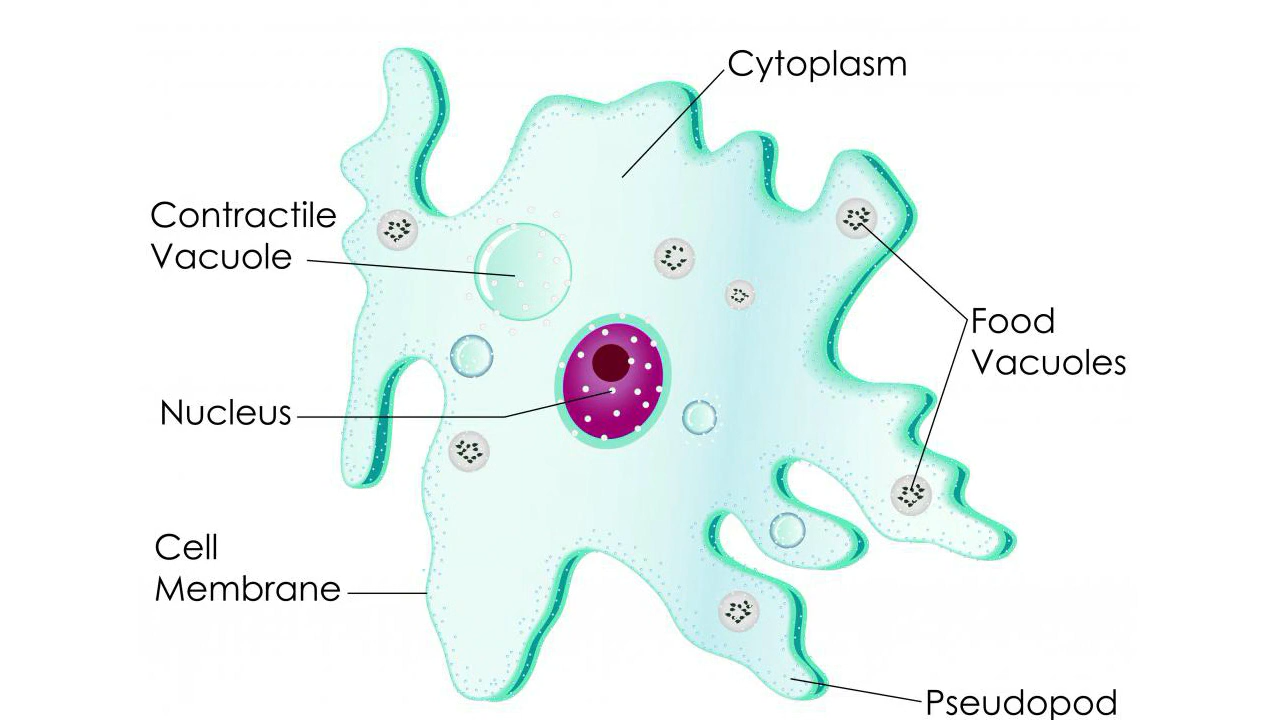 Cytoplasm
Contractile
Vacuole
Food
Vacuoles
Nucleus
Cell
Membrane
Pseudopod